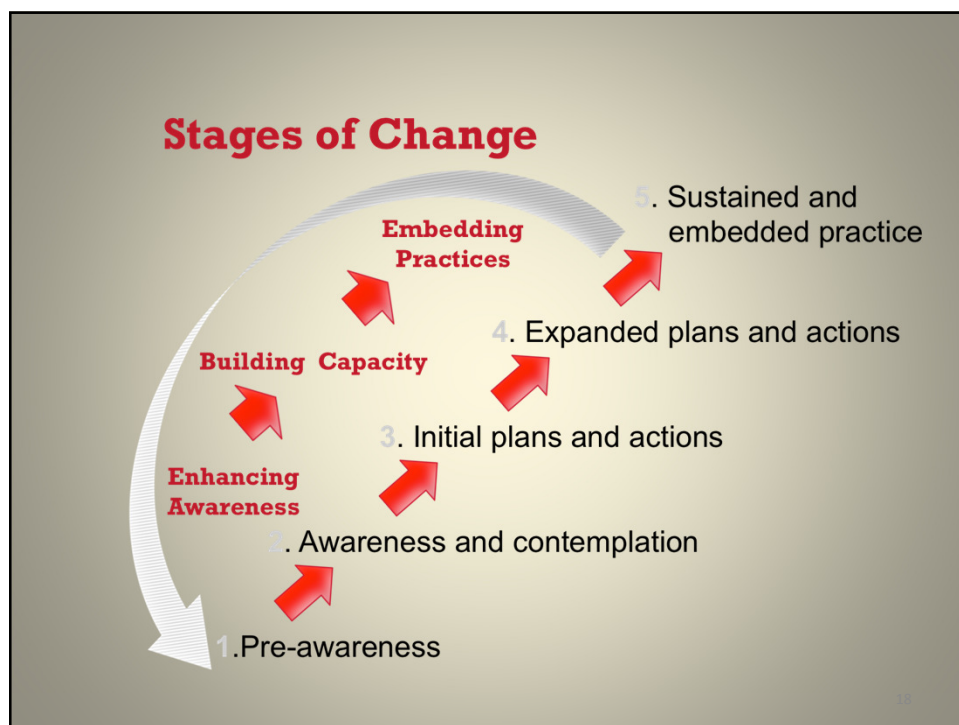 Stages of Change
5. Sustained and
embedded practice
Embedding
Practices
4. Expanded plans and actions
Building Capacity
3. Initial plans and actions
Enhancing
Awareness
2. Awareness and contemplation
1.Pre-awareness
18